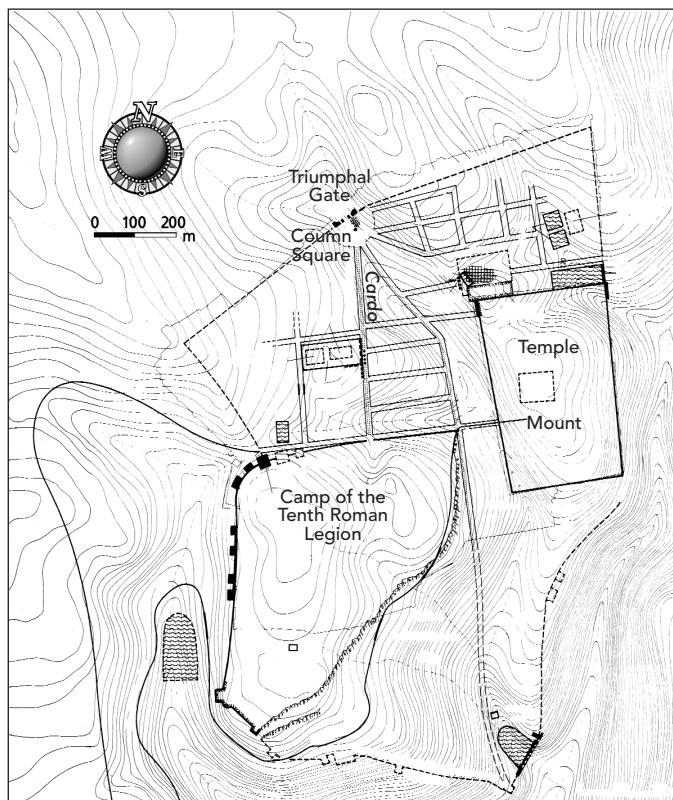 N
W
E
S
0 100 200
m
Triumphal
Gate
Coumn
Square
Cardo
Temple
Mount
Camp of the
Tenth Roman
Legion